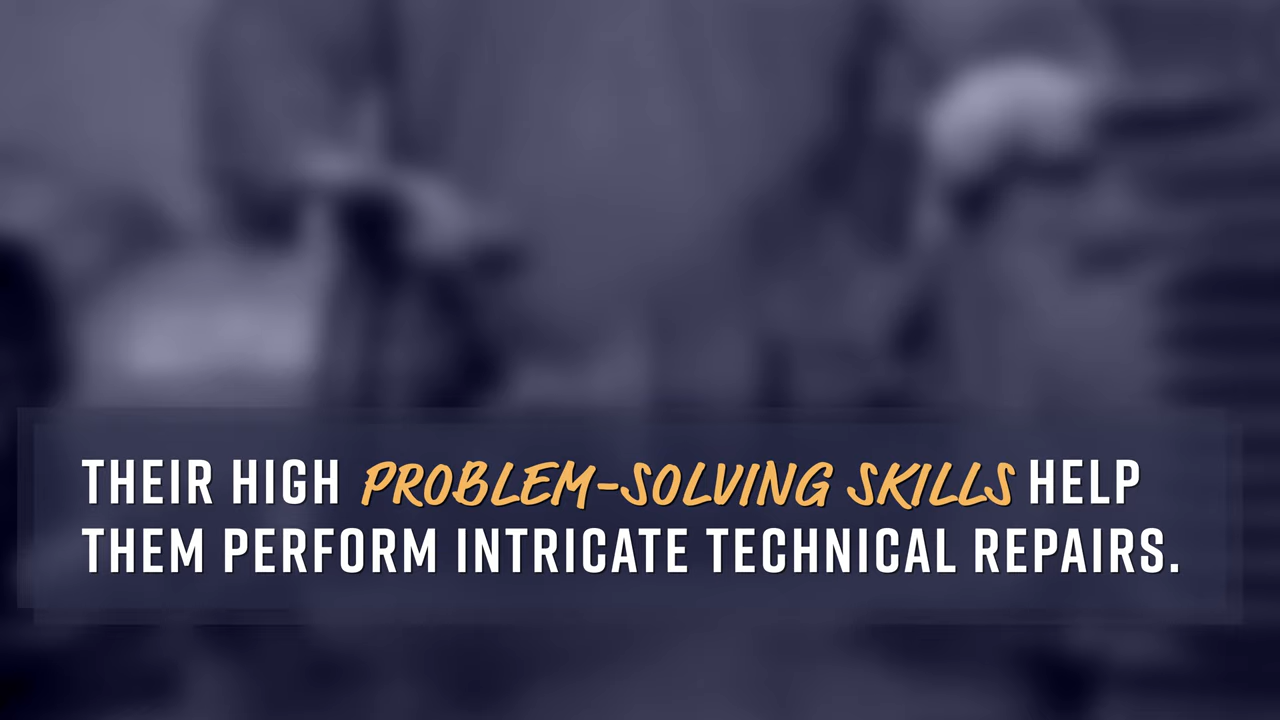 THEIR HIGH PROBLEM-SOLVING SKILLS HELP
THEM PERFORM INTRICATE TECHNICAL REPAIRS.